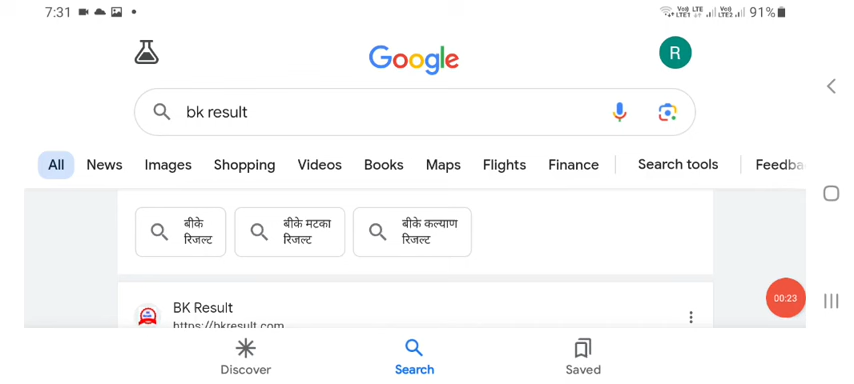 7:31 Vo) LTE LTE1 Vo) LTE2 91%
Google R
bk result
All News Images Shopping Videos Books Maps Flights Finance Search tools Feedba
बीके
रिजल्ट
बीके मटका
रिजल्ट
बीके कल्याण
रिजल्ट
BK Result
https://bkresult.com
00:23
Discover Search Saved